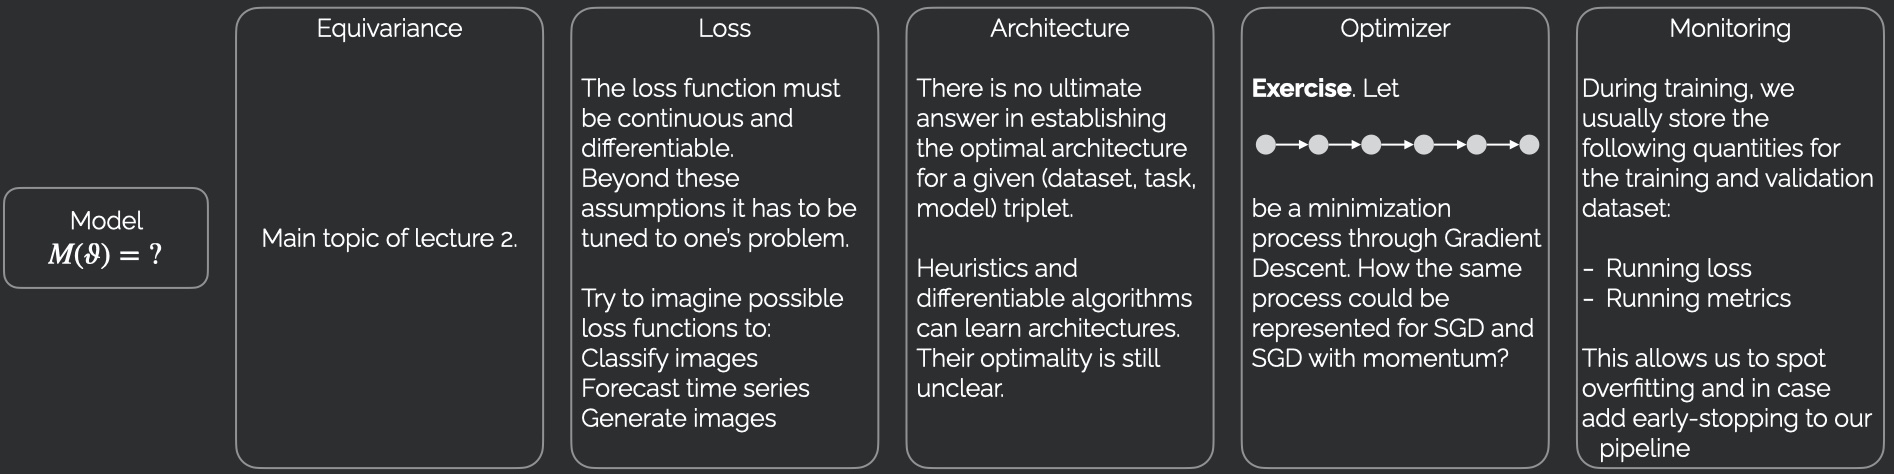 Model
M(ϑ) = ?
Equivariance
Main topic of lecture 2.
Loss
The loss function must
be continuous and
differentiable.
Beyond these
assumptions it has to be
tuned to one's problem.
Try to imagine possible
loss functions to:
Classify images
Forecast time series
Generate images
Architecture
There is no ultimate
answer in establishing
the optimal architecture
for a given (dataset, task,
model) triplet.
Heuristics and
differentiable algorithms
can learn architectures.
Their optimality is still
unclear.
Optimizer
Exercise. Let
be a minimization
process through Gradient
Descent. How the same
process could be
represented for SGD and
SGD with momentum?
Monitoring
During training, we
usually store the
following quantities for
the training and validation
dataset:
- Running loss
- Running metrics
This allows us to spot
overfitting and in case
add early-stopping to our
pipeline